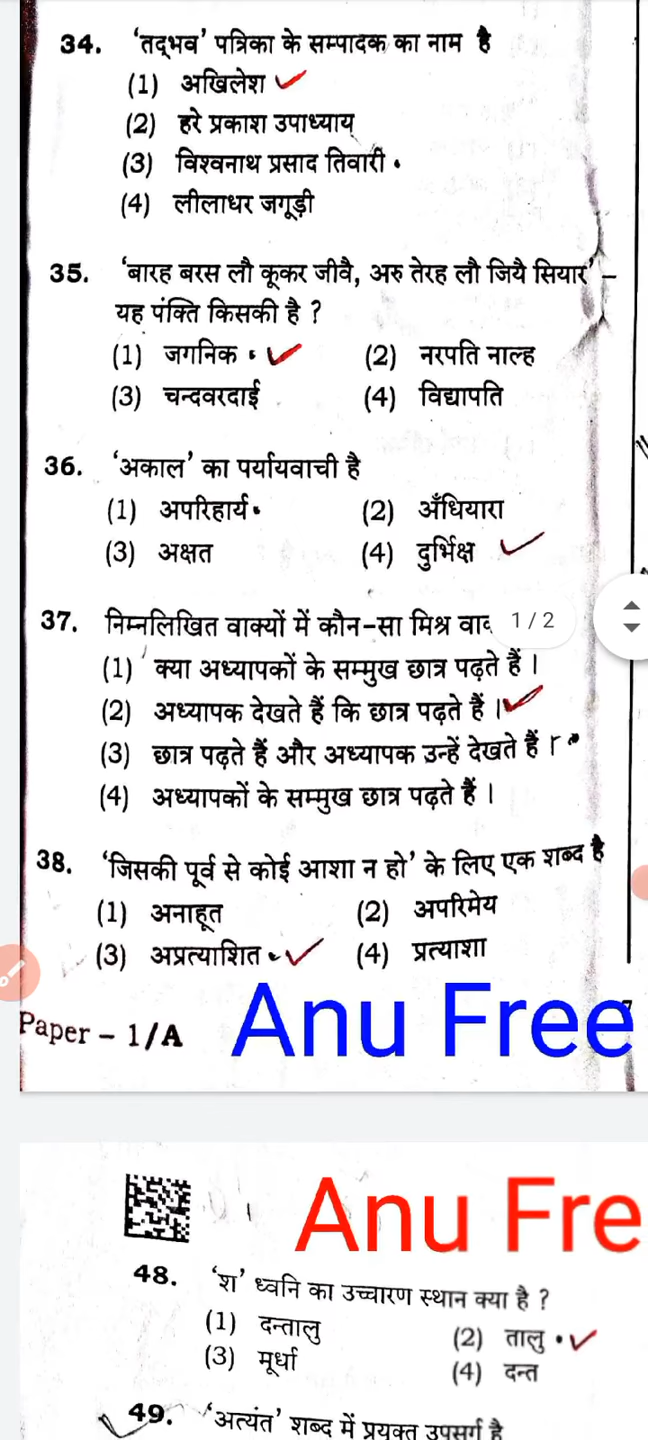 34. 'तद्भव' पत्रिका के सम्पादक का नाम है
(1) अखिलेश
(2) हरे प्रकाश उपाध्याय
(3) विश्वनाथ प्रसाद तिवारी
(4) लीलाधर जगूड़ी
35. 'बारह बरस लौ कूकर जीवै, अरु तेरह लौ जियै सियार' –
यह पंक्ति किसकी है ?
(1) जगनिक (2) नरपति नाल्ह
(3) चन्दवरदाई (4) विद्यापति
36. 'अकाल' का पर्यायवाची है
(1) अपरिहार्य (2) अँधियारा
(3) अक्षत (4) दुर्भिक्ष
37. निम्नलिखित वाक्यों में कौन-सा मिश्र 1 / 2
(1) क्या अध्यापकों के सम्मुख छात्र पढ़ते हैं ।
(2) अध्यापक देखते हैं कि छात्र पढ़ते हैं ।
(3) छात्र पढ़ते हैं और अध्यापक उन्हें देखते हैं ।
(4) अध्यापकों के सम्मुख छात्र पढ़ते हैं ।
38. 'जिसकी पूर्व से कोई आशा न हो' के लिए एक शब्द है
(1) अनाहूत (2) अपरिमेय
(3) अप्रत्याशित (4) प्रत्याशा
Paper – 1/A Anu Free
Anu Fre
48. 'श' ध्वनि का उच्चारण स्थान क्या है ?
(1) दन्तालु (2) तालु
(3) मूर्धा (4) दन्त
49. 'अत्यंत' शब्द में प्रयुक्त उपसर्ग है